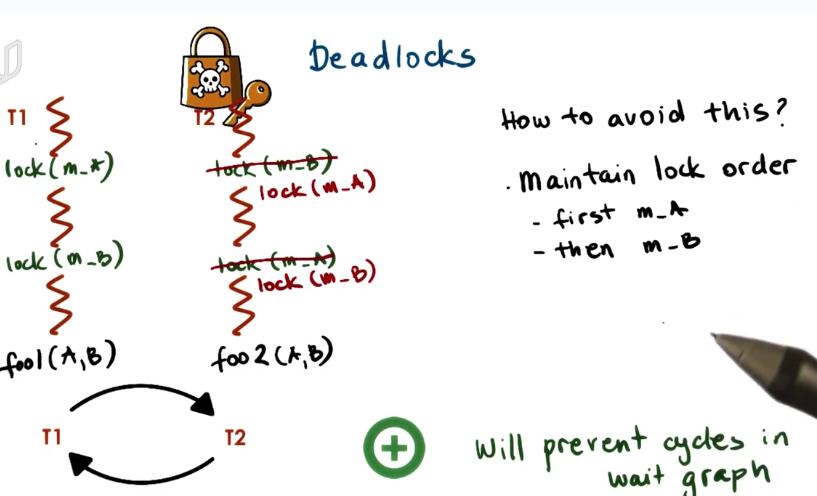 Deadlocks
T1
T2
lock(m_A)
lock(m_B)
lock(m_A)
lock(m_B)
lock(m_A)
lock(m_B)
foo1(A,B)
foo2(A,B)
T1
T2
How to avoid this?
. Maintain lock order
- first m_A
- then m_B
will prevent cycles in
wait graph